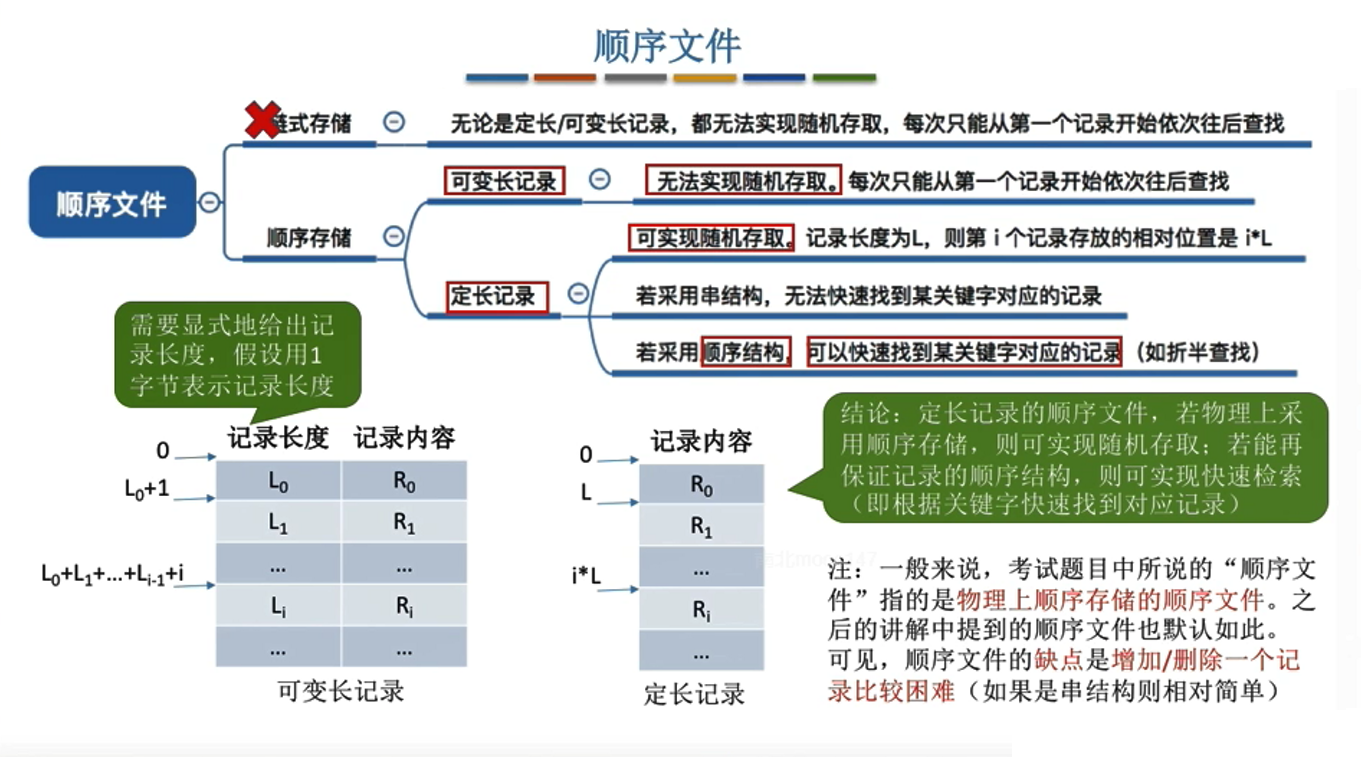 顺序文件
链式存储
无论是定长/可变长记录，都无法实现随机存取，每次只能从第一个记录开始依次往后查找
顺序文件
可变长记录
无法实现随机存取。每次只能从第一个记录开始依次往后查找
顺序存储
可实现随机存取。记录长度为L，则第 i 个记录存放的相对位置是 i*L
定长记录
若采用串结构，无法快速找到某关键字对应的记录
若采用顺序结构，可以快速找到某关键字对应的记录（如折半查找）
需要显式地给出记
录长度，假设用1
字节表示记录长度
记录长度 记录内容
0
L0 R0
L0+1
L1 R1
... ...
L0+L1+...+Li-1+i
Li Ri
... ...
可变长记录
记录内容
0
R0
L
R1
...
i*L
Ri
...
定长记录
结论：定长记录的顺序文件，若物理上采
用顺序存储，则可实现随机存取；若能再
保证记录的顺序结构，则可实现快速检索
（即根据关键字快速找到对应记录）
注：一般来说，考试题目中所说的“顺序文
件”指的是物理上顺序存储的顺序文件。之
后的讲解中提到的顺序文件也默认如此。
可见，顺序文件的缺点是增加/删除一个记
录比较困难（如果是串结构则相对简单）